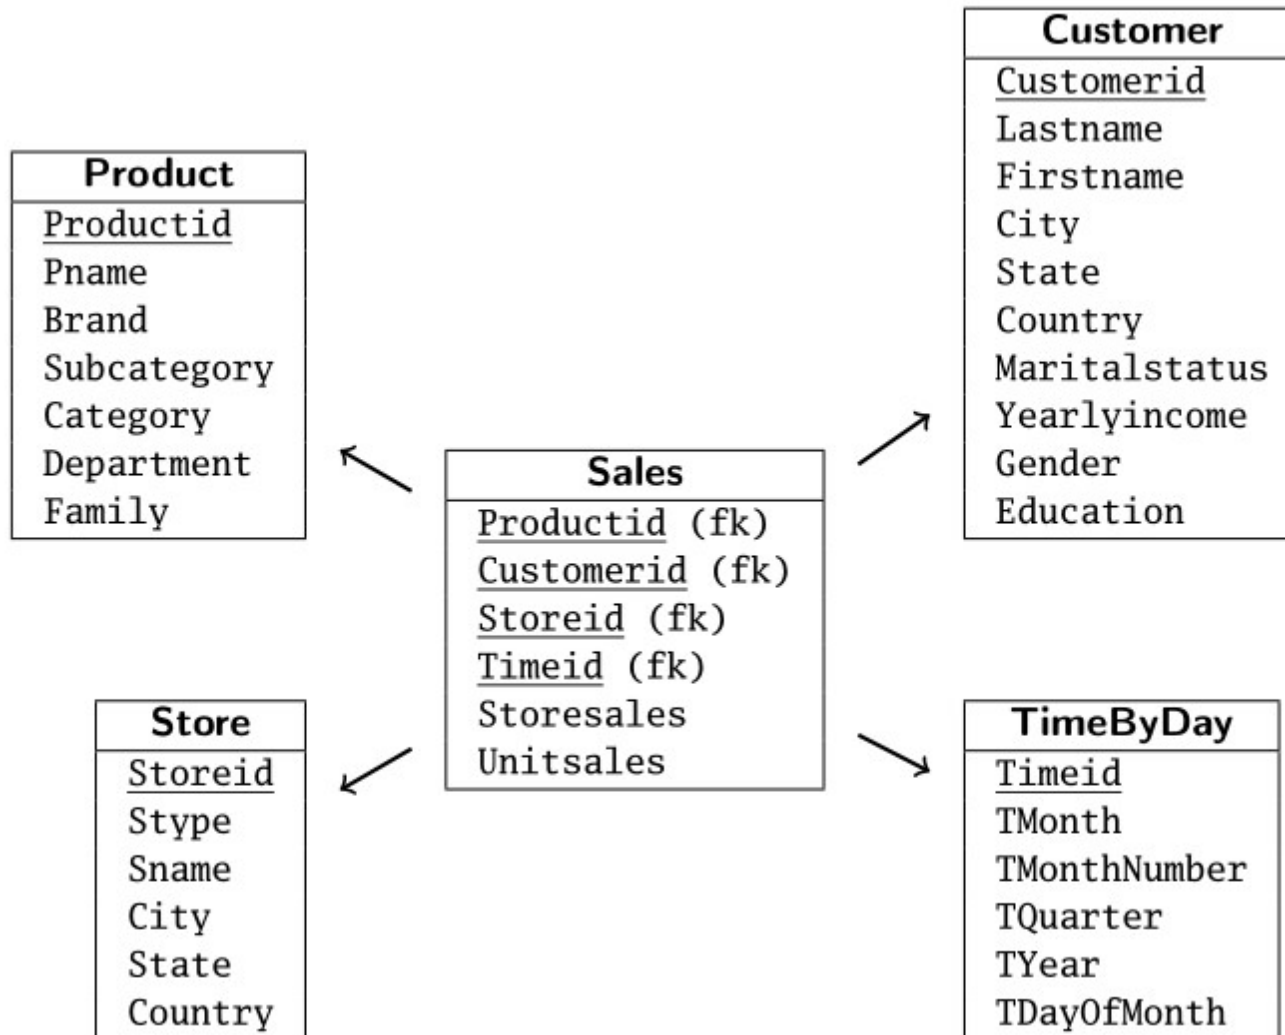 Product
Productid
Pname
Brand
Subcategory
Category
Department
Family
Customer
Customerid
Lastname
Firstname
City
State
Country
Maritalstatus
Yearlyincome
Gender
Education
Sales
Productid (fk)
Customerid (fk)
Storeid (fk)
Timeid (fk)
Storesales
Unitsales
Store
Storeid
Stype
Sname
City
State
Country
TimeByDay
Timeid
TMonth
TMonthNumber
TQuarter
TYear
TDayOfMonth